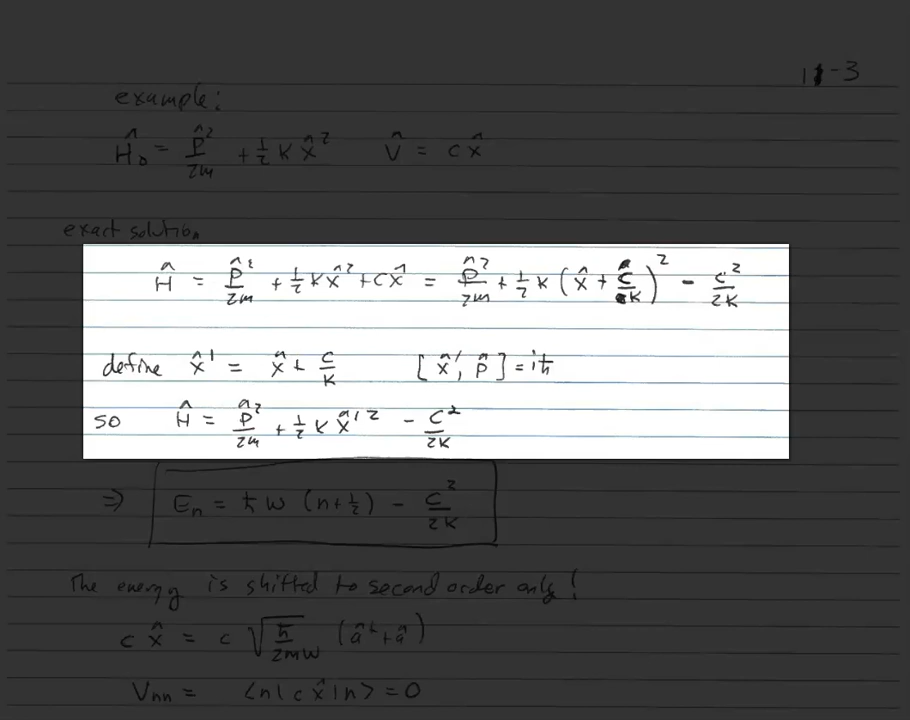 11-3
example:
Ĥ₀ = p̂²/2m + ½ K x̂²    V̂ = c x̂
exact solution
Ĥ = p̂²/2m + ½ K x̂² + c x̂ = p̂²/2m + ½ K (x̂ + c/K)² - c²/2K
define x̂' = x̂ + c/K    [x̂', p̂] = iħ
so Ĥ = p̂²/2m + ½ K x̂'² - c²/2K
⇒ Eₙ = ħω (n+½) - c²/2K
The energy is shifted to second order only!
c x̂ = c √(ħ/2mω) (â† + â)
Vₙₙ = ⟨n| c x̂ |n⟩ = 0